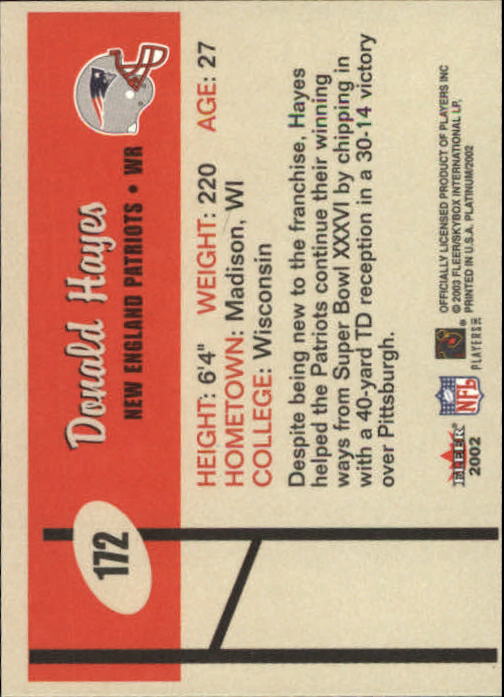 172
Donald Hayes
NEW ENGLAND PATRIOTS • WR
HEIGHT: 6'4" WEIGHT: 220 AGE: 27
HOMETOWN: Madison, WI
COLLEGE: Wisconsin
Despite being new to the franchise, Hayes
helped the Patriots continue their winning
ways from Super Bowl XXXVI by chipping in
with a 40-yard TD reception in a 30-14 victory
over Pittsburgh.
FLEER
2002
NFL
PLAYERS INC
OFFICIALLY LICENSED PRODUCT OF PLAYERS INC
© 2003 FLEER/SKYBOX INTERNATIONAL LP.
PRINTED IN U.S.A. PLATINUM/2002